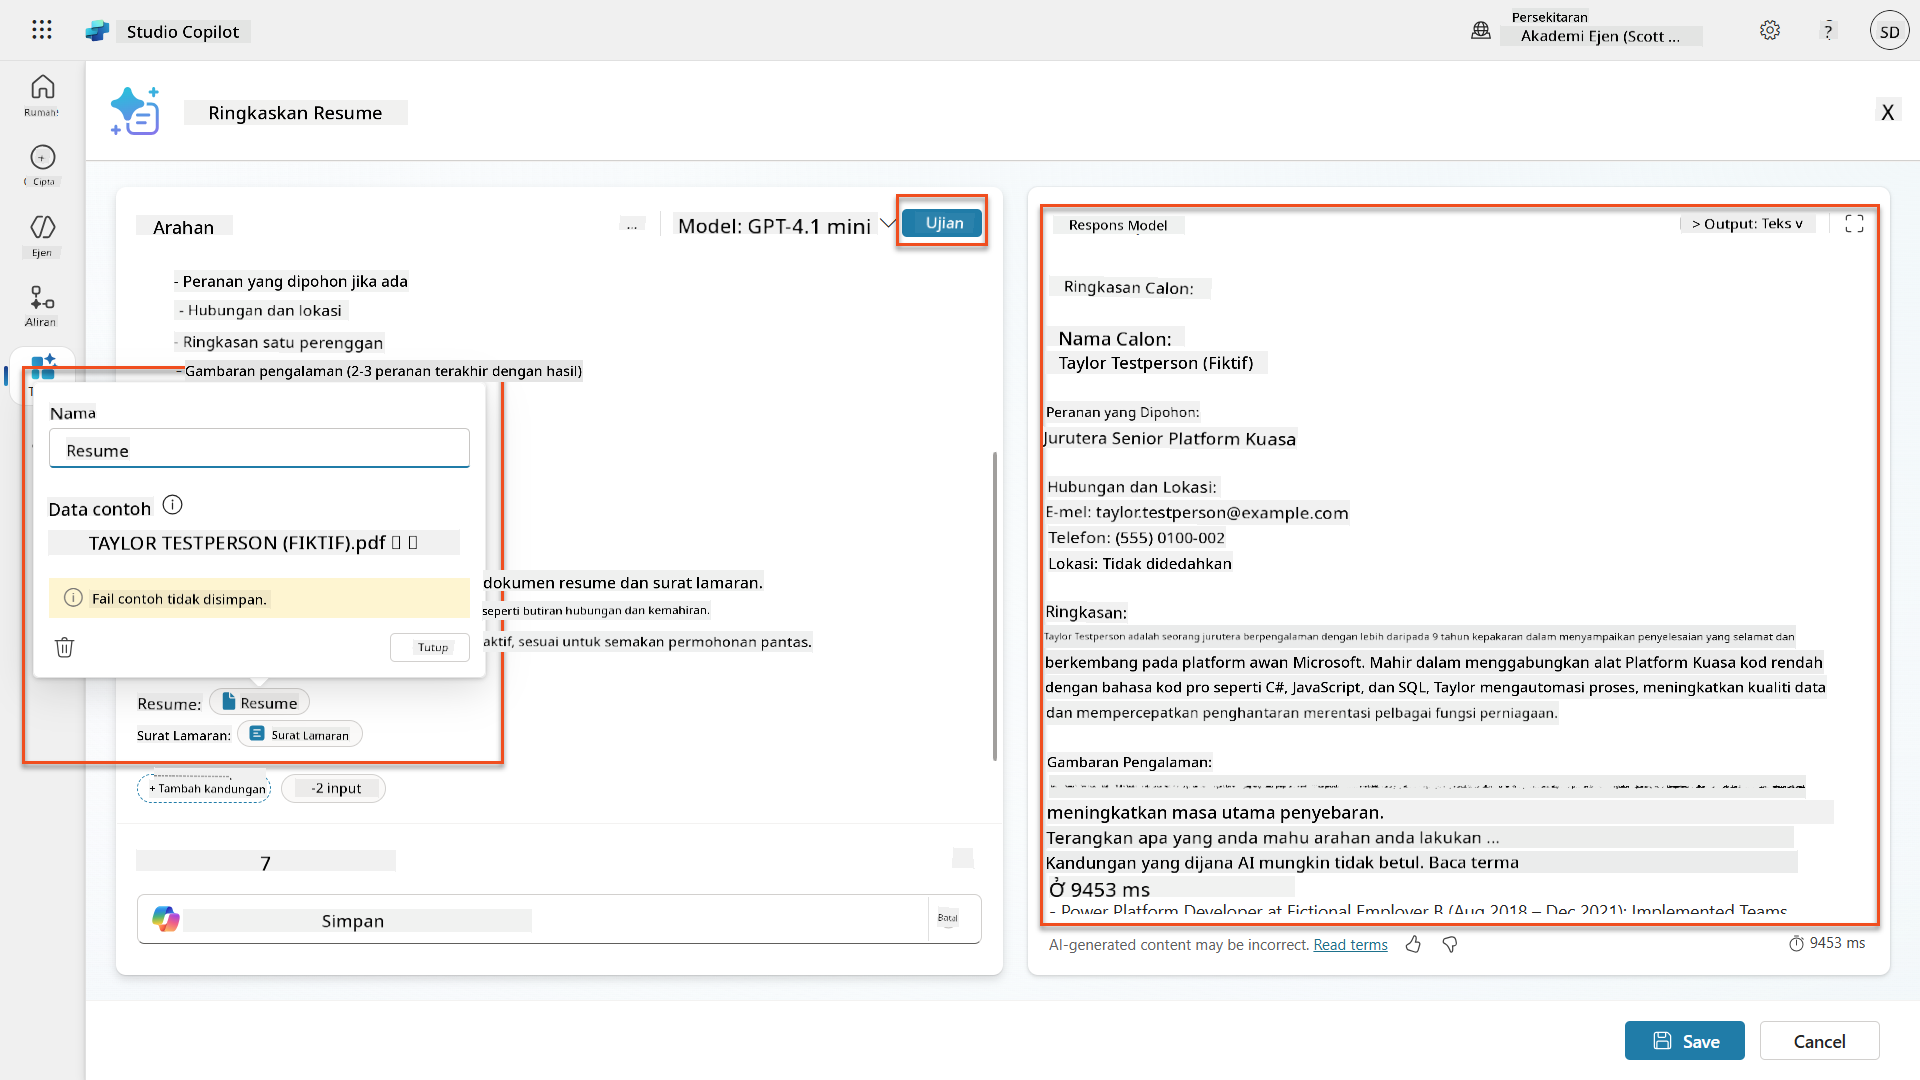 Studio Copilot
Persekitaran
Akademi Ejen (Scott ...
?
SD
Rumah
Cipta
Ejen
Aliran
Ringkaskan Resume
X
Arahan
...
Model: GPT-4.1 mini
Ujian
- Peranan yang dipohon jika ada
- Hubungan dan lokasi
- Ringkasan satu perenggan
- Gambaran pengalaman (2-3 peranan terakhir dengan hasil)
Nama
Resume
Data contoh
TAYLOR TESTPERSON (FIKTIF).pdf
Fail contoh tidak disimpan.
Tutup
dokumen resume dan surat lamaran.
seperti butiran hubungan dan kemahiran.
aktif, sesuai untuk semakan permohonan pantas.
Resume: Resume
Surat Lamaran: Surat Lamaran
+ Tambah kandungan
-2 input
7
Simpan
Batal
Respons Model
> Output: Teks v
Ringkasan Calon:
Nama Calon:
Taylor Testperson (Fiktif)
Peranan yang Dipohon:
Jurutera Senior Platform Kuasa
Hubungan dan Lokasi:
E-mel: taylor.testperson@example.com
Telefon: (555) 0100-002
Lokasi: Tidak didedahkan
Ringkasan:
Taylor Testperson adalah seorang jurutera berpengalaman dengan lebih daripada 9 tahun kepakaran dalam menyampaikan penyelesaian yang selamat dan
berkembang pada platform awan Microsoft. Mahir dalam menggabungkan alat Platform Kuasa kod rendah
dengan bahasa kod pro seperti C#, JavaScript, dan SQL, Taylor mengautomasi proses, meningkatkan kualiti data
dan mempercepatkan penghantaran merentasi pelbagai fungsi perniagaan.
Gambaran Pengalaman:
meningkatkan masa utama penyebaran.
Terangkan apa yang anda mahu arahan anda lakukan ...
Kandungan yang dijana AI mungkin tidak betul. Baca terma
Ở 9453 ms
- Power Platform Developer at Fictional Employer B (Aug 2018 – Dec 2021): Implemented Teams
AI-generated content may be incorrect. Read terms
9453 ms
Save
Cancel